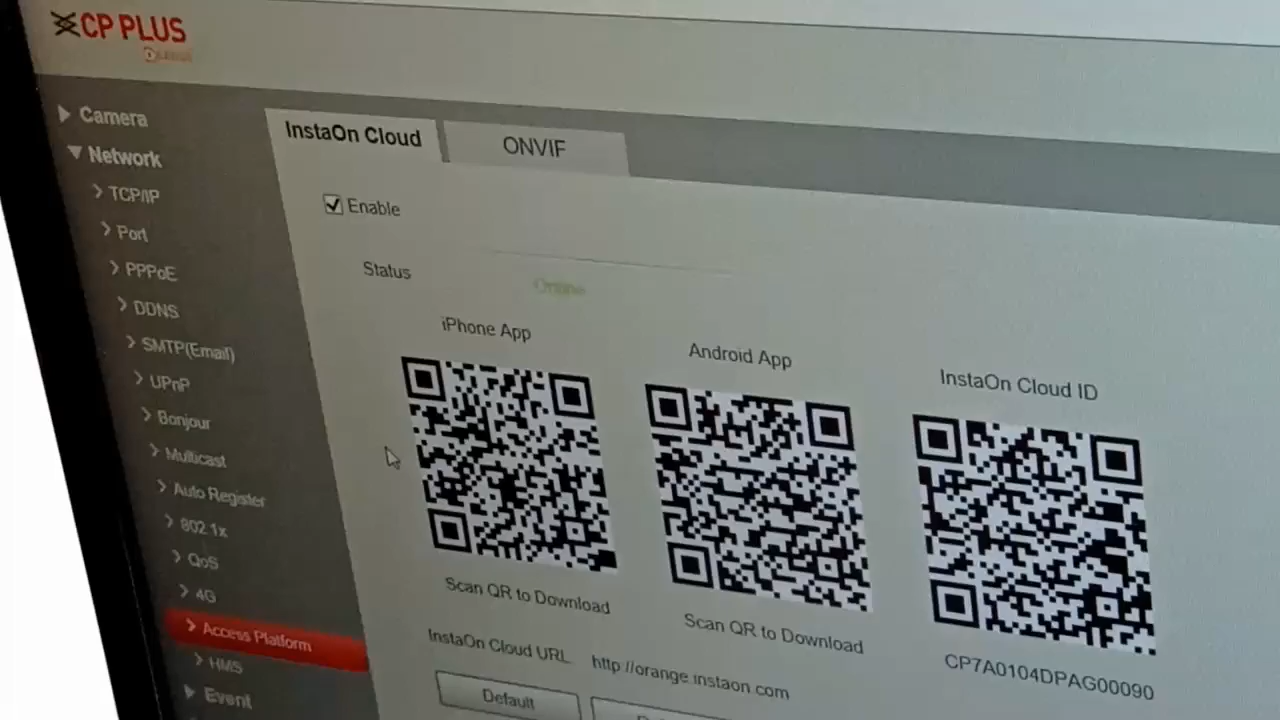 CP PLUS
Camera
Network
TCP/IP
Port
PPPoE
DDNS
SMTP(Email)
UPnP
Bonjour
Multicast
Auto Register
802.1x
QoS
4G
Access Platform
HMS
Event
InstaOn Cloud
ONVIF
Enable
Status
Online
iPhone App
Android App
InstaOn Cloud ID
Scan QR to Download
Scan QR to Download
CP7A0104DPAG00090
InstaOn Cloud URL
http://orange.instaon.com
Default